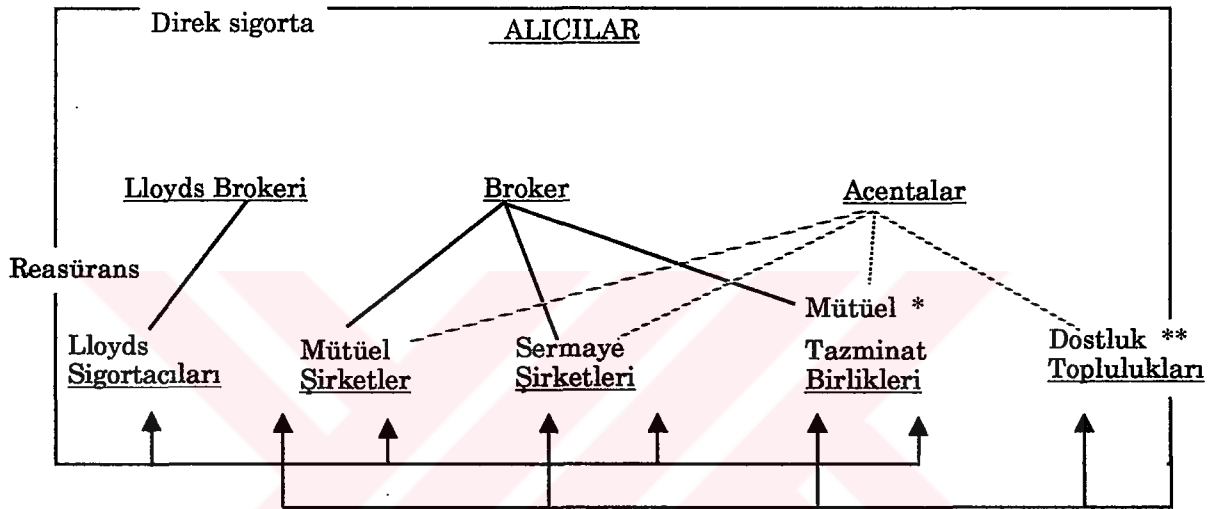 Direk sigorta
ALICILAR
Lloyds Brokeri
Broker
Acentalar
Reasürans
Lloyds
Sigortacıları
Mütüel
Şirketler
Sermaye
Şirketleri
Mütüel *
Tazminat
Birlikleri
Dostluk **
Toplulukları